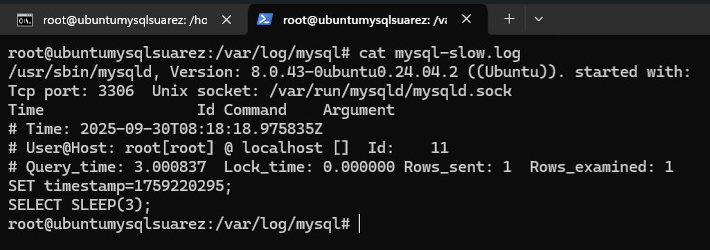 root@ubuntumysqlsuarez: /ho
root@ubuntumysqlsuarez: /va
root@ubuntumysqlsuarez:/var/log/mysql# cat mysql-slow.log
/usr/sbin/mysqld, Version: 8.0.43-0ubuntu0.24.04.2 ((Ubuntu)). started with:
Tcp port: 3306  Unix socket: /var/run/mysqld/mysqld.sock
Time                 Id Command    Argument
# Time: 2025-09-30T08:18:18.975835Z
# User@Host: root[root] @ localhost []  Id:    11
# Query_time: 3.000837  Lock_time: 0.000000 Rows_sent: 1  Rows_examined: 1
SET timestamp=1759220295;
SELECT SLEEP(3);
root@ubuntumysqlsuarez:/var/log/mysql#